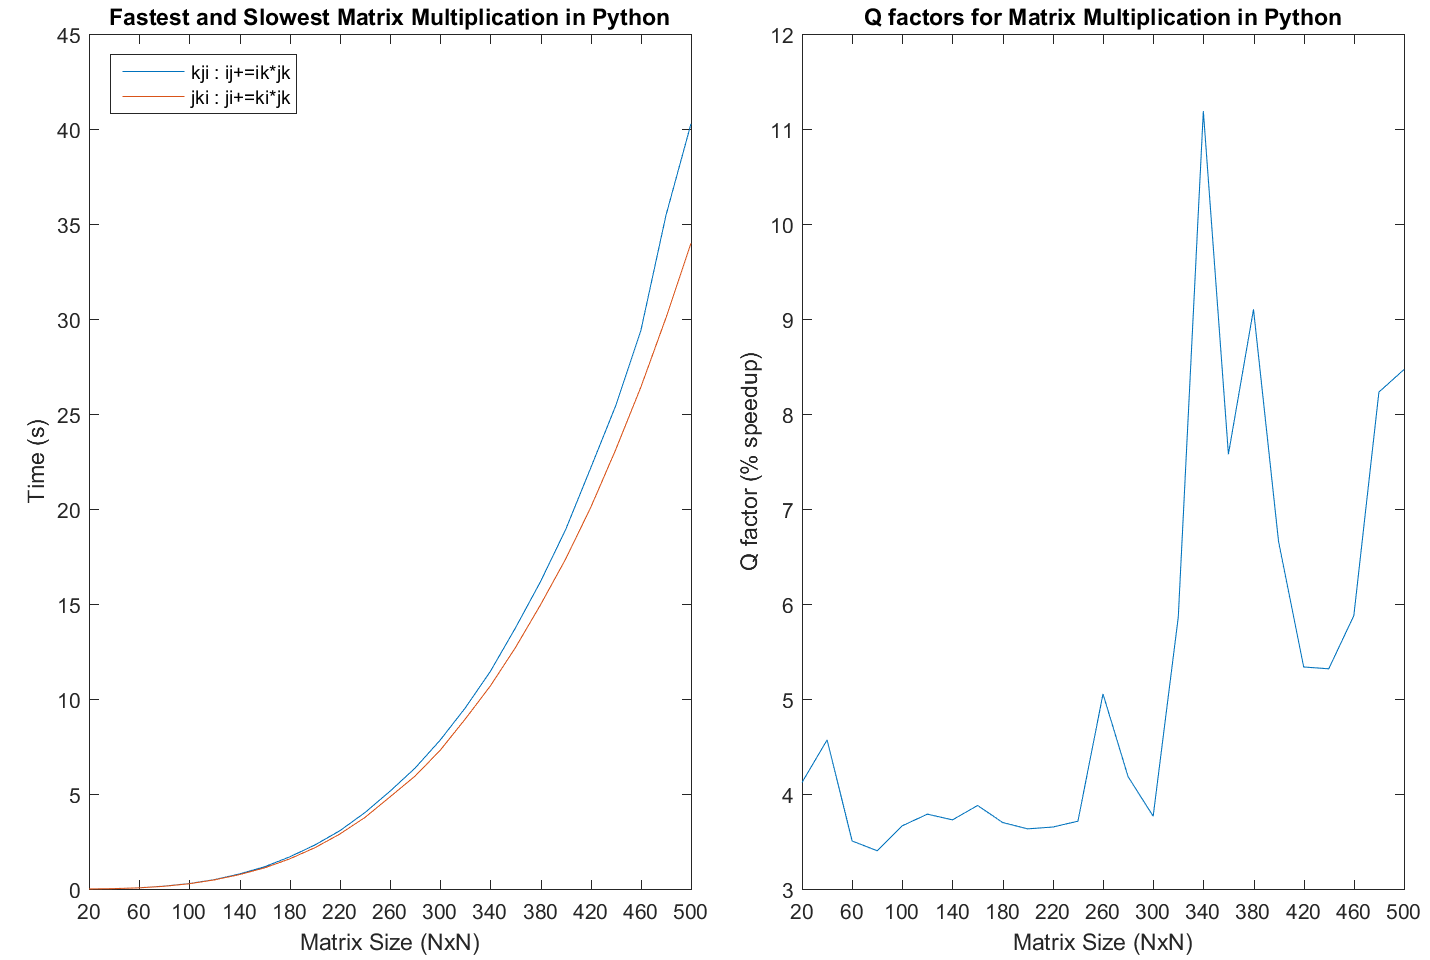 Fastest and Slowest Matrix Multiplication in Python
45
40
35
30
25
20
15
10
5
0
Time (s)
kji : ij+=ik*jk
jki : ji+=ki*jk
20 60 100 140 180 220 260 300 340 380 420 460 500
Matrix Size (NxN)
Q factors for Matrix Multiplication in Python
12
11
10
9
8
7
6
5
4
3
Q factor (% speedup)
20 60 100 140 180 220 260 300 340 380 420 460 500
Matrix Size (NxN)